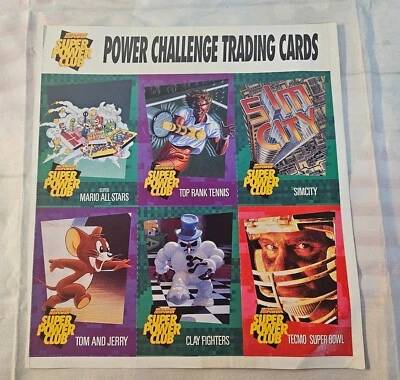 SUPER
POWER
CLUB
POWER CHALLENGE TRADING CARDS
SUPER
POWER CLUB
SUPER
MARIO ALL STARS
SUPER
POWER CLUB
TOP RANK TENNIS
SIM
CITY
SUPER
POWER CLUB
SIMCITY
SUPER
POWER
CLUB
TOM AND JERRY
SUPER
POWER
CLUB
CLAY FIGHTERS
SUPER
POWER
CLUB
TECMO SUPER BOWL